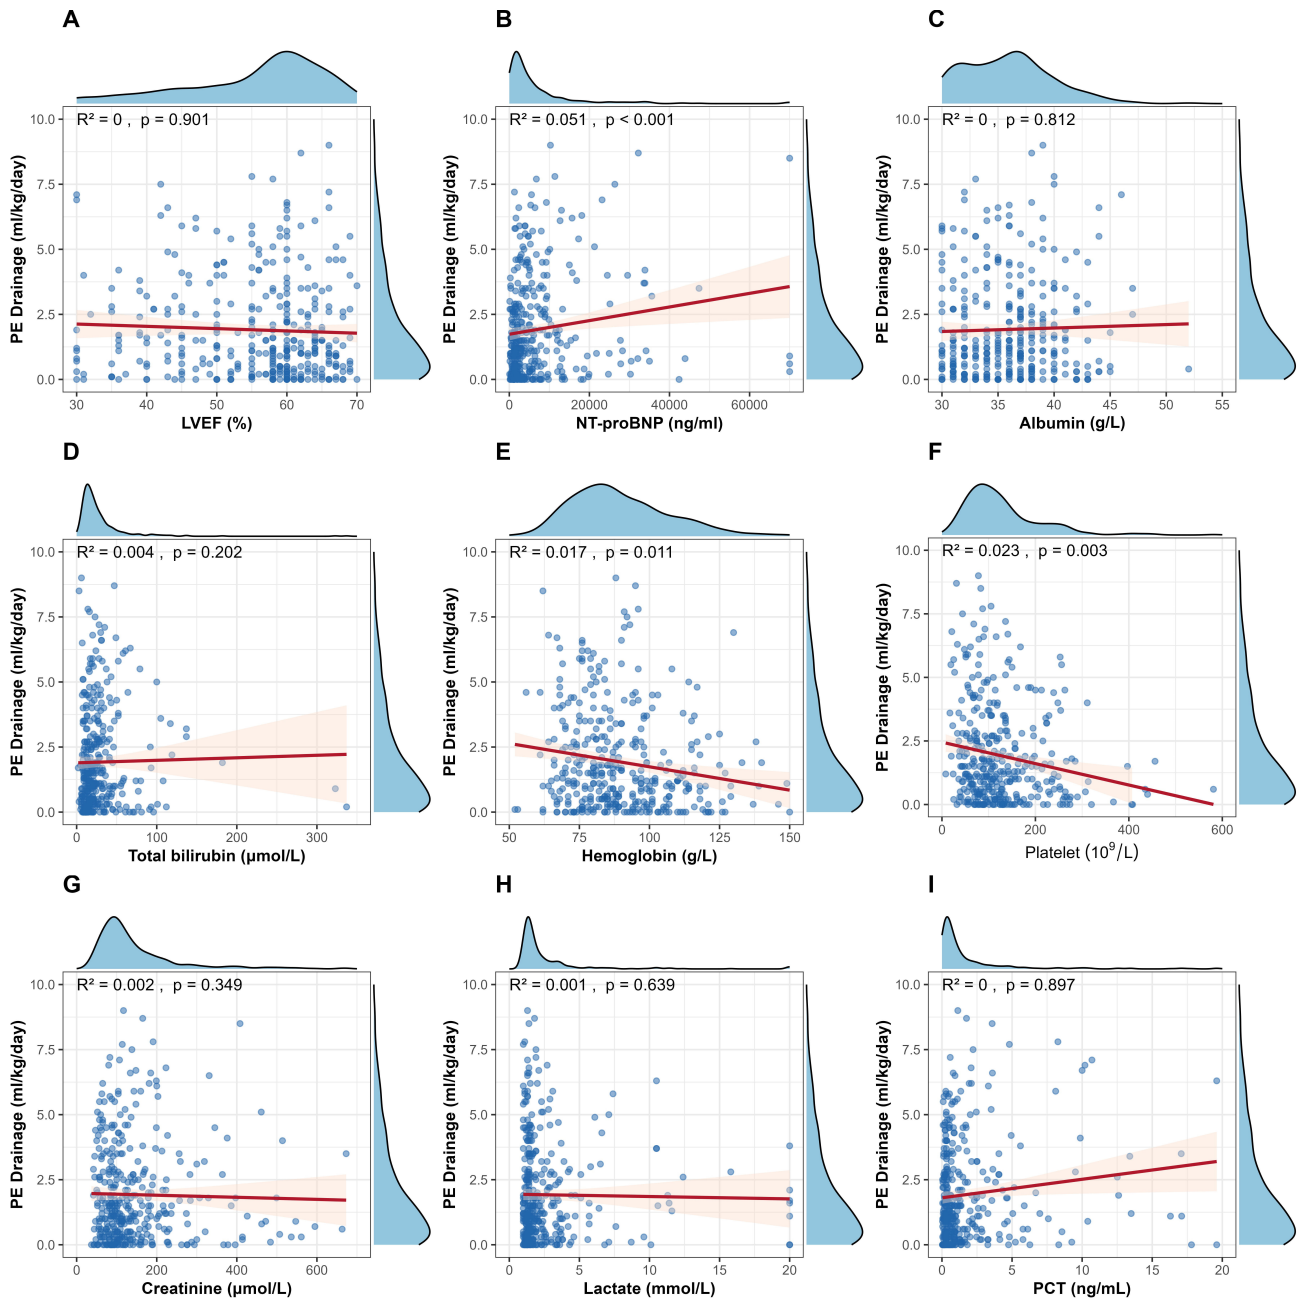 A
R² = 0 , p = 0.901
PE Drainage (ml/kg/day)
10.0
7.5
5.0
2.5
0.0
30 40 50 60 70
LVEF (%)
B
R² = 0.051 , p < 0.001
PE Drainage (ml/kg/day)
10.0
7.5
5.0
2.5
0.0
0 20000 40000 60000
NT-proBNP (ng/ml)
C
R² = 0 , p = 0.812
PE Drainage (ml/kg/day)
10.0
7.5
5.0
2.5
0.0
30 35 40 45 50 55
Albumin (g/L)
D
R² = 0.004 , p = 0.202
PE Drainage (ml/kg/day)
10.0
7.5
5.0
2.5
0.0
0 100 200 300
Total bilirubin (μmol/L)
E
R² = 0.017 , p = 0.011
PE Drainage (ml/kg/day)
10.0
7.5
5.0
2.5
0.0
50 75 100 125 150
Hemoglobin (g/L)
F
R² = 0.023 , p = 0.003
PE Drainage (ml/kg/day)
10.0
7.5
5.0
2.5
0.0
0 200 400 600
Platelet (10⁹/L)
G
R² = 0.002 , p = 0.349
PE Drainage (ml/kg/day)
10.0
7.5
5.0
2.5
0.0
0 200 400 600
Creatinine (μmol/L)
H
R² = 0.001 , p = 0.639
PE Drainage (ml/kg/day)
10.0
7.5
5.0
2.5
0.0
0 5 10 15 20
Lactate (mmol/L)
I
R² = 0 , p = 0.897
PE Drainage (ml/kg/day)
10.0
7.5
5.0
2.5
0.0
0 5 10 15 20
PCT (ng/mL)